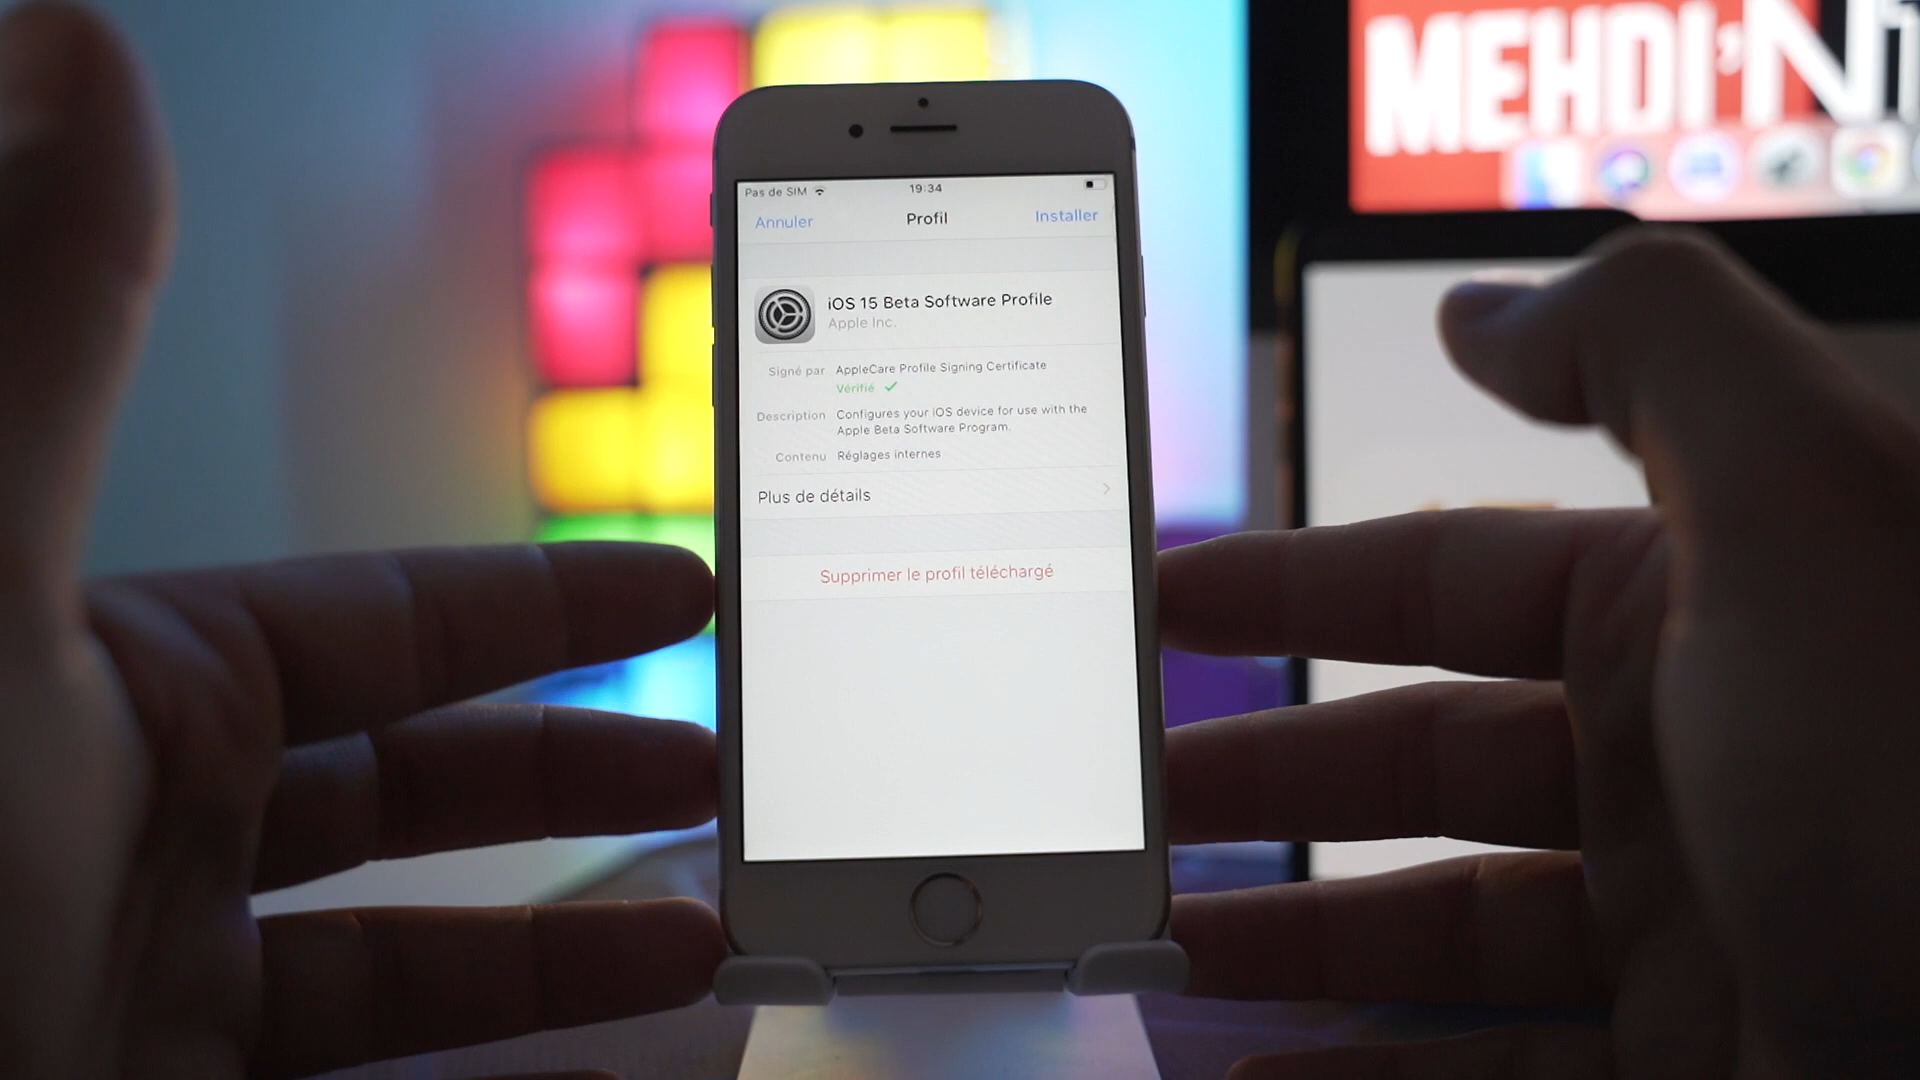 MEHDI'N
Pas de SIM
19:34
Annuler
Profil
Installer
iOS 15 Beta Software Profile
Apple Inc.
Signé par
AppleCare Profile Signing Certificate
Vérifié
Description
Configures your iOS device for use with the
Apple Beta Software Program.
Contenu
Réglages internes
Plus de détails
Supprimer le profil téléchargé